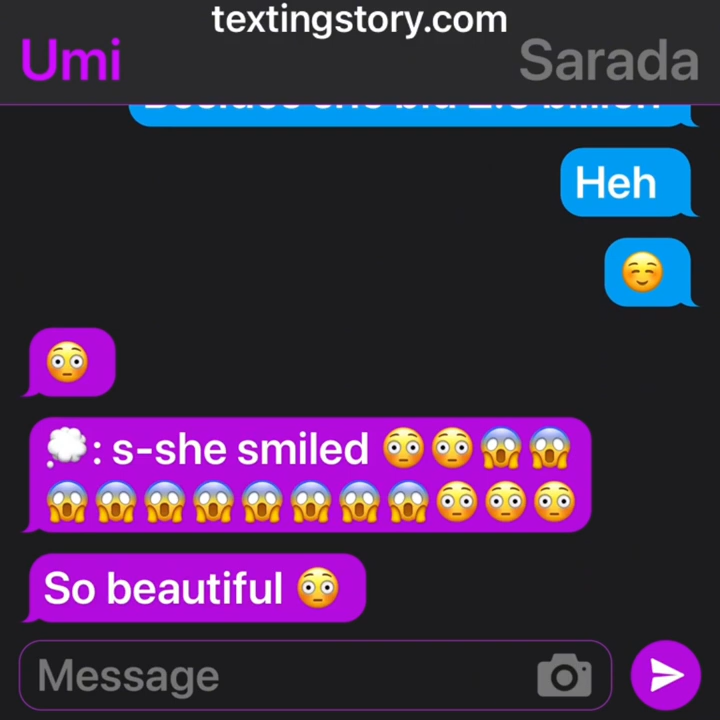 textingstory.com
Umi
Sarada
Heh
☺️
😳
💭: s-she smiled 😳😳😱😱
😱😱😱😱😱😱😱😱😳😳😳
So beautiful 😳
Message